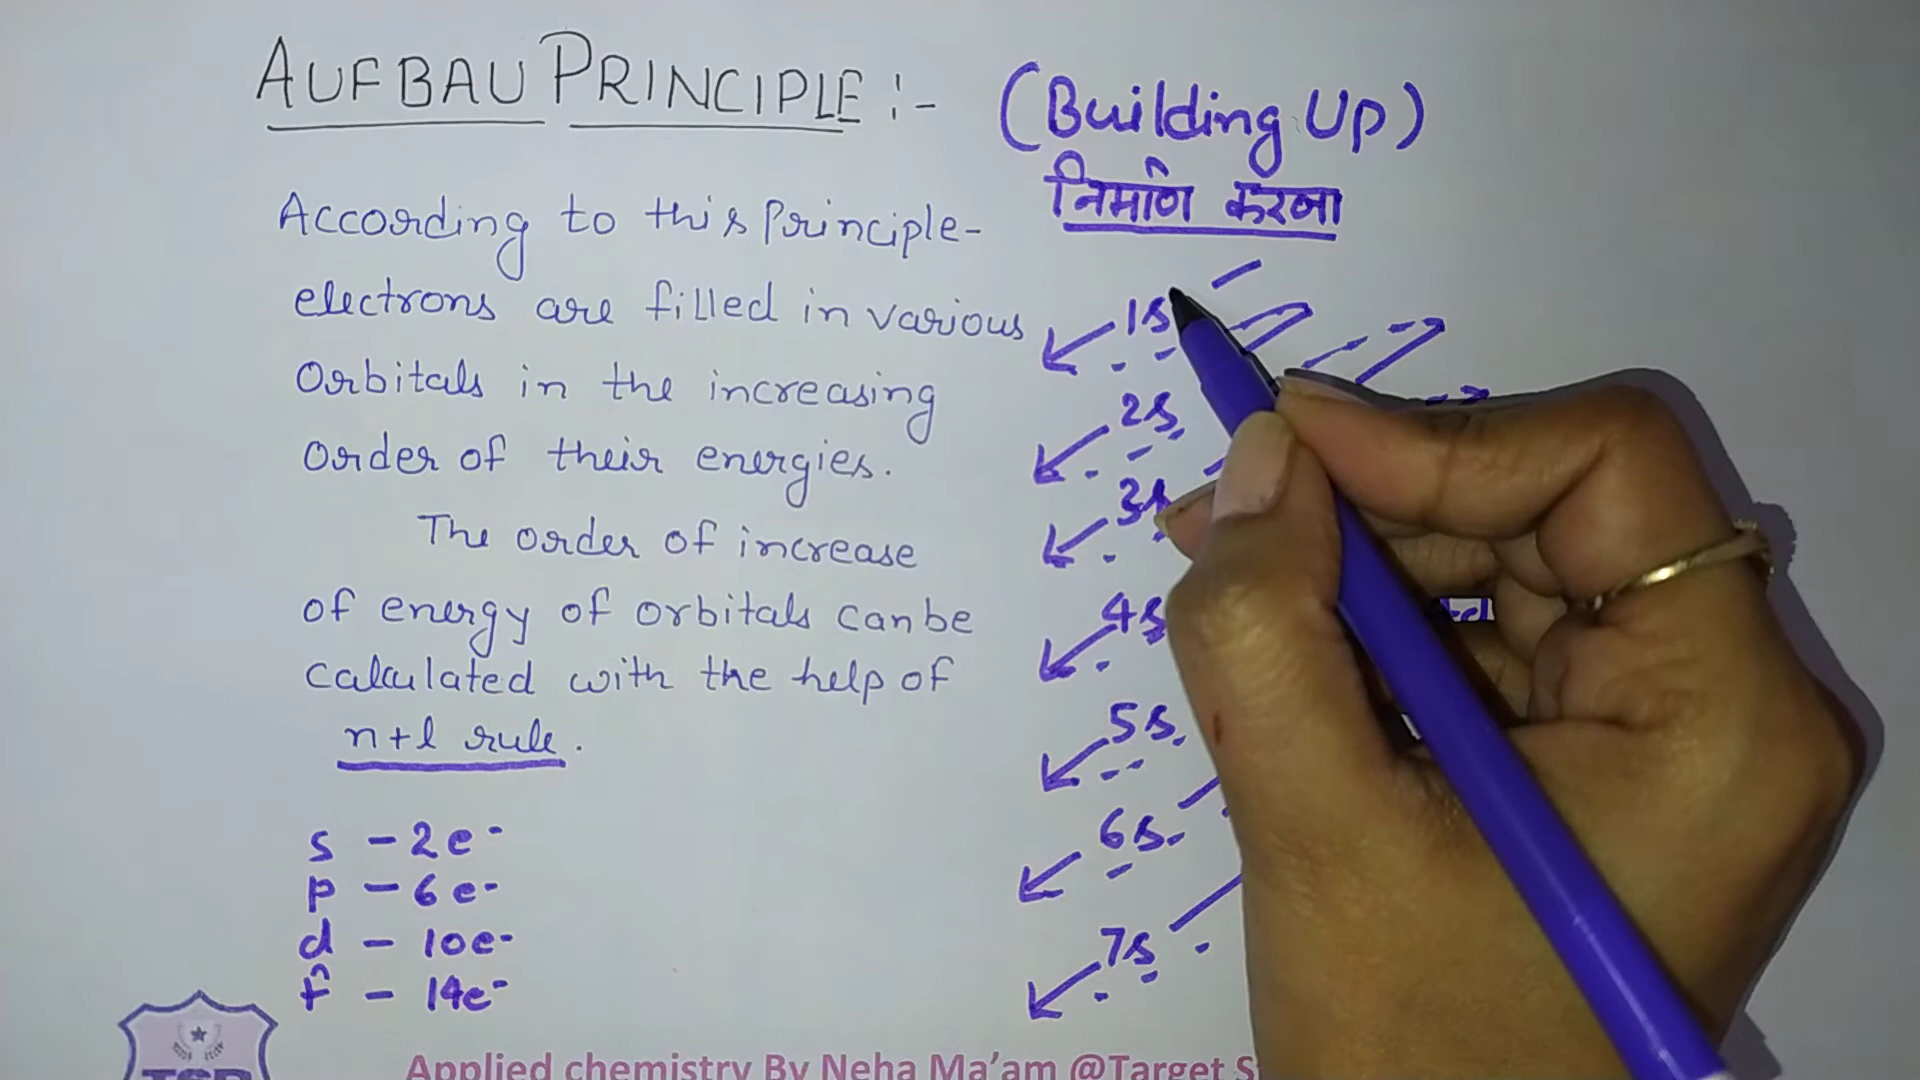 AUFBAU PRINCIPLE :-
(Building Up)
निर्माण करना
According to this principle-
electrons are filled in various
Orbitals in the increasing
order of their energies.
The order of increase
of energy of orbitals can be
calculated with the help of
n+l rule.
s - 2e-
p - 6e-
d - 10e-
f - 14e-
1s
2s
3s
4s
5s
6s
7s
Applied chemistry By Neha Ma'am @Target